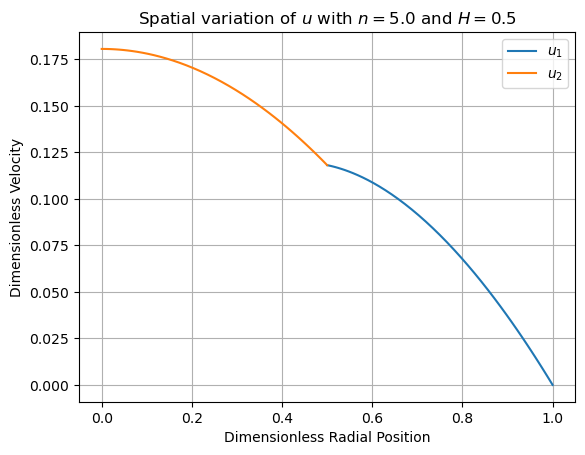 Spatial variation of u with n = 5.0 and H = 0.5
u₁
u₂
Dimensionless Velocity
0.175
0.150
0.125
0.100
0.075
0.050
0.025
0.000
0.0 0.2 0.4 0.6 0.8 1.0
Dimensionless Radial Position